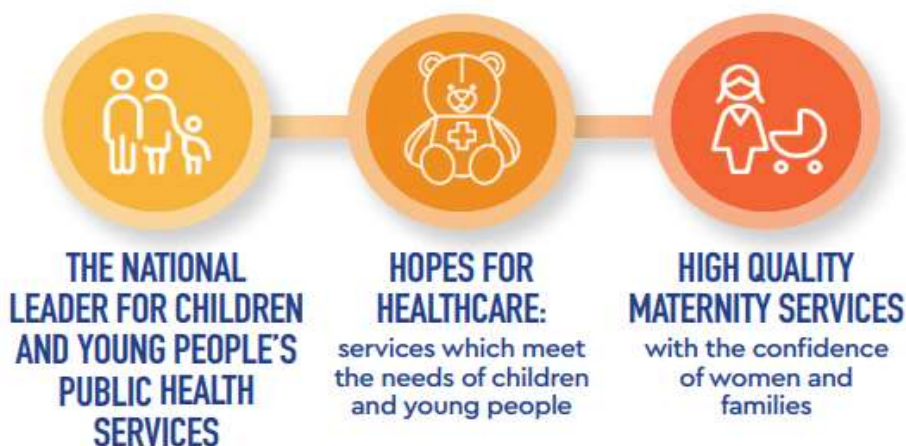 THE NATIONAL
LEADER FOR CHILDREN
AND YOUNG PEOPLE'S
PUBLIC HEALTH
SERVICES
HOPES FOR
HEALTHCARE:
services which meet
the needs of children
and young people
HIGH QUALITY
MATERNITY SERVICES
with the confidence
of women and
families